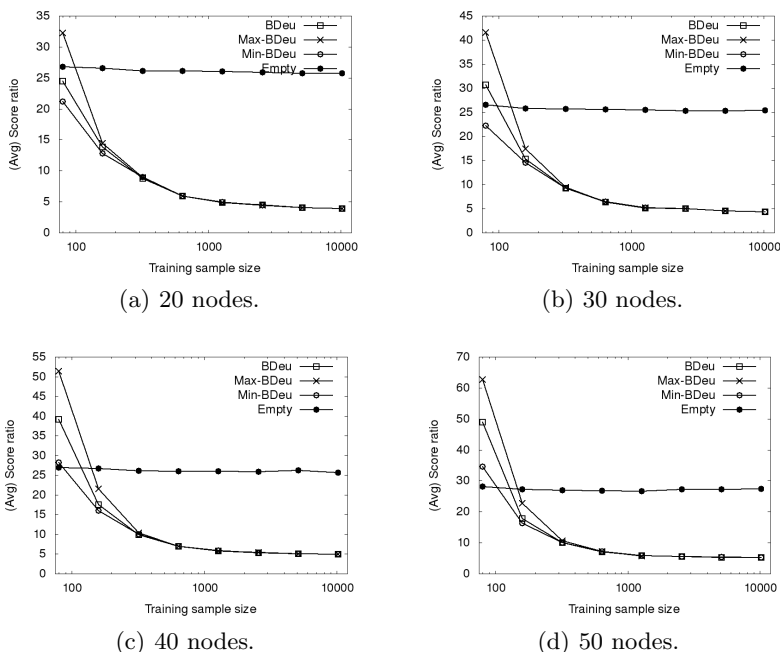 35
30
25
20
15
10
5
0
(Avg) Score ratio
BDeu
Max-BDeu
Min-BDeu
Empty
100 1000 10000
Training sample size
(a) 20 nodes.
45
40
35
30
25
20
15
10
5
0
(Avg) Score ratio
BDeu
Max-BDeu
Min-BDeu
Empty
100 1000 10000
Training sample size
(b) 30 nodes.
55
50
45
40
35
30
25
20
15
10
5
0
(Avg) Score ratio
BDeu
Max-BDeu
Min-BDeu
Empty
100 1000 10000
Training sample size
(c) 40 nodes.
70
60
50
40
30
20
10
0
(Avg) Score ratio
BDeu
Max-BDeu
Min-BDeu
Empty
100 1000 10000
Training sample size
(d) 50 nodes.